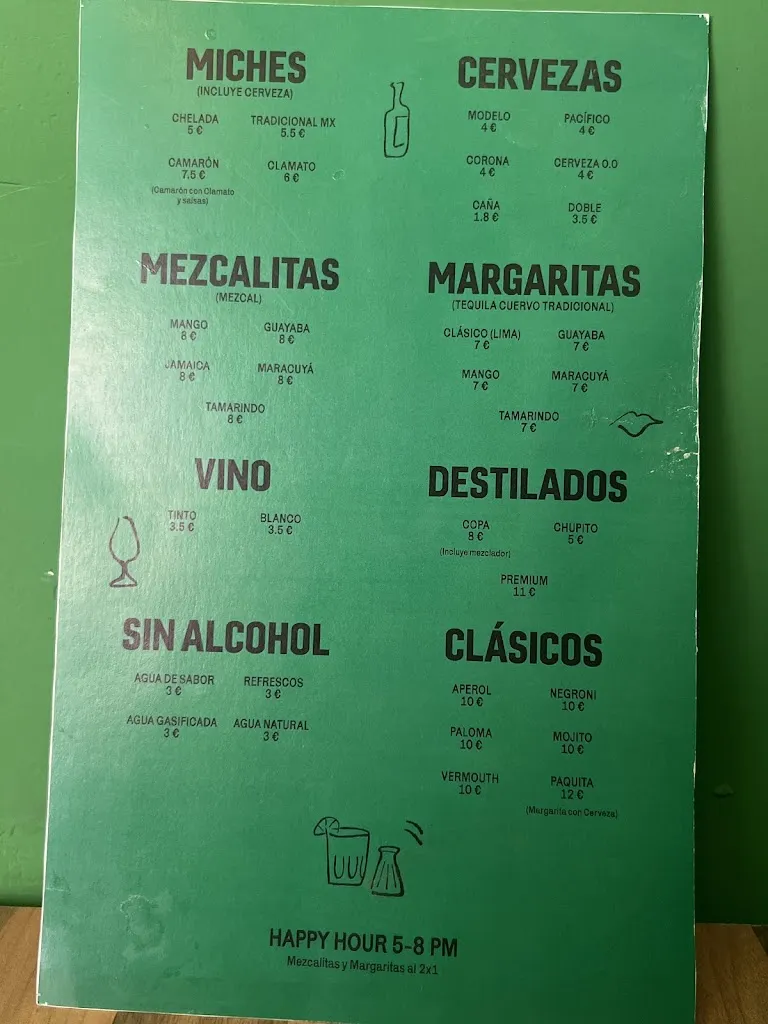 MICHES
(INCLUYE CERVEZA)
CHELADA
5 €
TRADICIONAL MX
5.5 €
CAMARÓN
7.5 €
(Camarón con Clamato
y salsas)
CLAMATO
6 €
CERVEZAS
MODELO
4 €
PACÍFICO
4 €
CORONA
4 €
CERVEZA 0.0
4 €
CAÑA
1.8 €
DOBLE
3.5 €
MEZCALITAS
(MEZCAL)
MANGO
8 €
GUAYABA
8 €
JAMAICA
8 €
MARACUYÁ
8 €
TAMARINDO
8 €
MARGARITAS
(TEQUILA CUERVO TRADICIONAL)
CLÁSICO (LIMA)
7 €
GUAYABA
7 €
MANGO
7 €
MARACUYÁ
7 €
TAMARINDO
7 €
VINO
TINTO
3.5 €
BLANCO
3.5 €
DESTILADOS
COPA
8 €
(Incluye mezclador)
CHUPITO
5 €
PREMIUM
11 €
SIN ALCOHOL
AGUA DE SABOR
3 €
REFRESCOS
3 €
AGUA GASIFICADA
3 €
AGUA NATURAL
3 €
CLÁSICOS
APEROL
10 €
NEGRONI
10 €
PALOMA
10 €
MOJITO
10 €
VERMOUTH
10 €
PAQUITA
12 €
(Margarita con Cerveza)
HAPPY HOUR 5-8 PM
Mezcalitas y Margaritas al 2x1